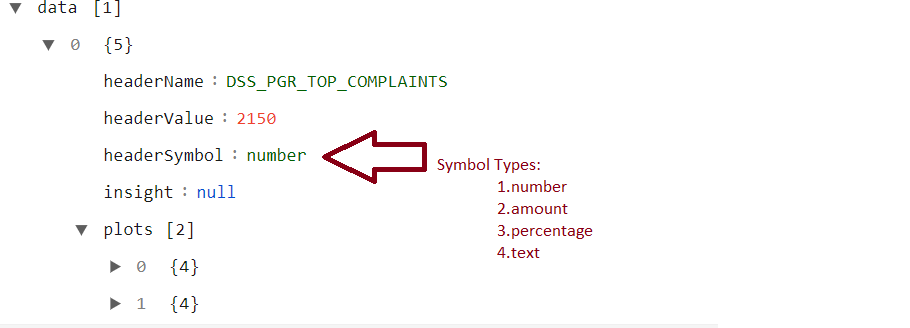 ▼ data [1]
▼ 0 {5}
headerName : DSS_PGR_TOP_COMPLAINTS
headerValue : 2150
headerSymbol : number
insight : null
▼ plots [2]
▶ 0 {4}
▶ 1 {4}
Symbol Types:
1.number
2.amount
3.percentage
4.text